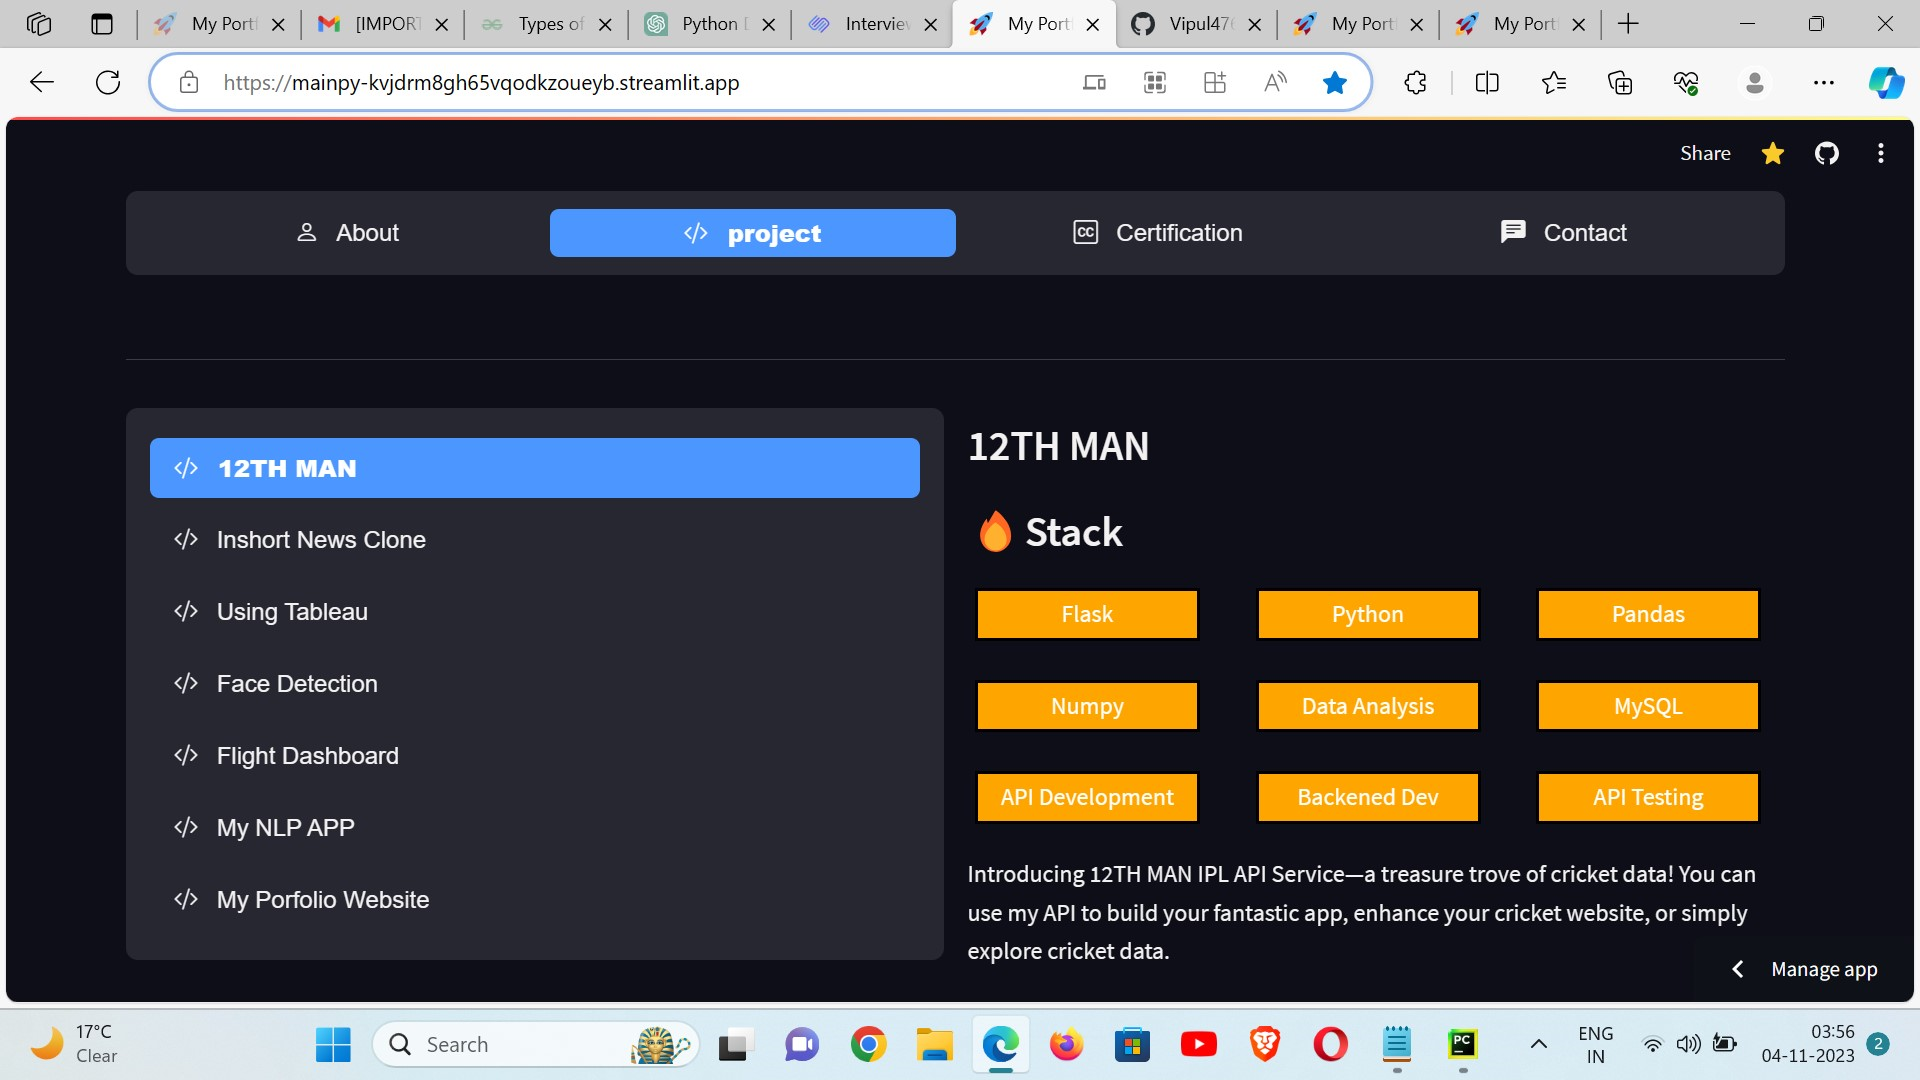 My Portf
[IMPORT
Types of
Python D
Interview
My Portf
Vipul476
My Portf
My Portf
https://mainpy-kvjdrm8gh65vqodkzoueyb.streamlit.app
Share
About
project
Certification
Contact
12TH MAN
Inshort News Clone
Using Tableau
Face Detection
Flight Dashboard
My NLP APP
My Porfolio Website
12TH MAN
Stack
Flask
Python
Pandas
Numpy
Data Analysis
MySQL
API Development
Backened Dev
API Testing
Introducing 12TH MAN IPL API Service—a treasure trove of cricket data! You can
use my API to build your fantastic app, enhance your cricket website, or simply
explore cricket data.
Manage app
17°C
Clear
Search
ENG
IN
03:56
04-11-2023
2